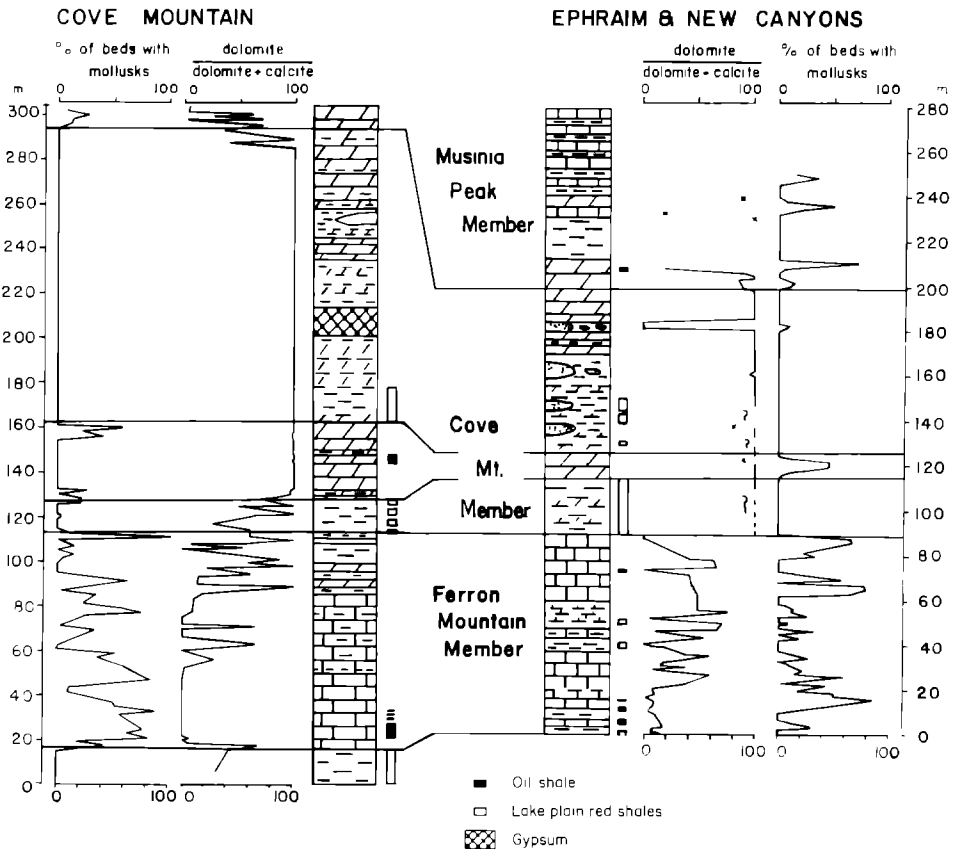 COVE MOUNTAIN
EPHRAIM & NEW CANYONS
% of beds with
mollusks
0 100
dolomite
dolomite + calcite
0 100
dolomite
dolomite + calcite
0 100
% of beds with
mollusks
0 100
m
300
280
260
240
220
200
180
160
140
120
100
80
60
40
20
0
Musinia
Peak
Member
Cove
Mt.
Member
Ferron
Mountain
Member
m
280
260
240
220
200
180
160
140
120
100
80
60
40
20
0
0 100
0 100
0 100
0 100
Oil shale
Lake plain red shales
Gypsum